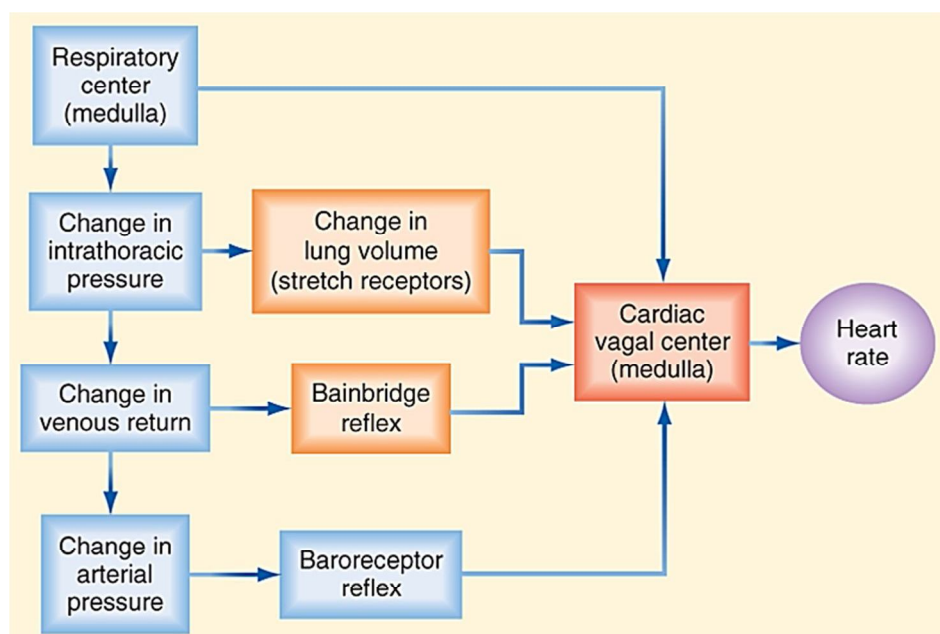 Respiratory
center
(medulla)
Change in
intrathoracic
pressure
Change in
lung volume
(stretch receptors)
Cardiac
vagal center
(medulla)
Heart
rate
Change in
venous return
Bainbridge
reflex
Change in
arterial
pressure
Baroreceptor
reflex